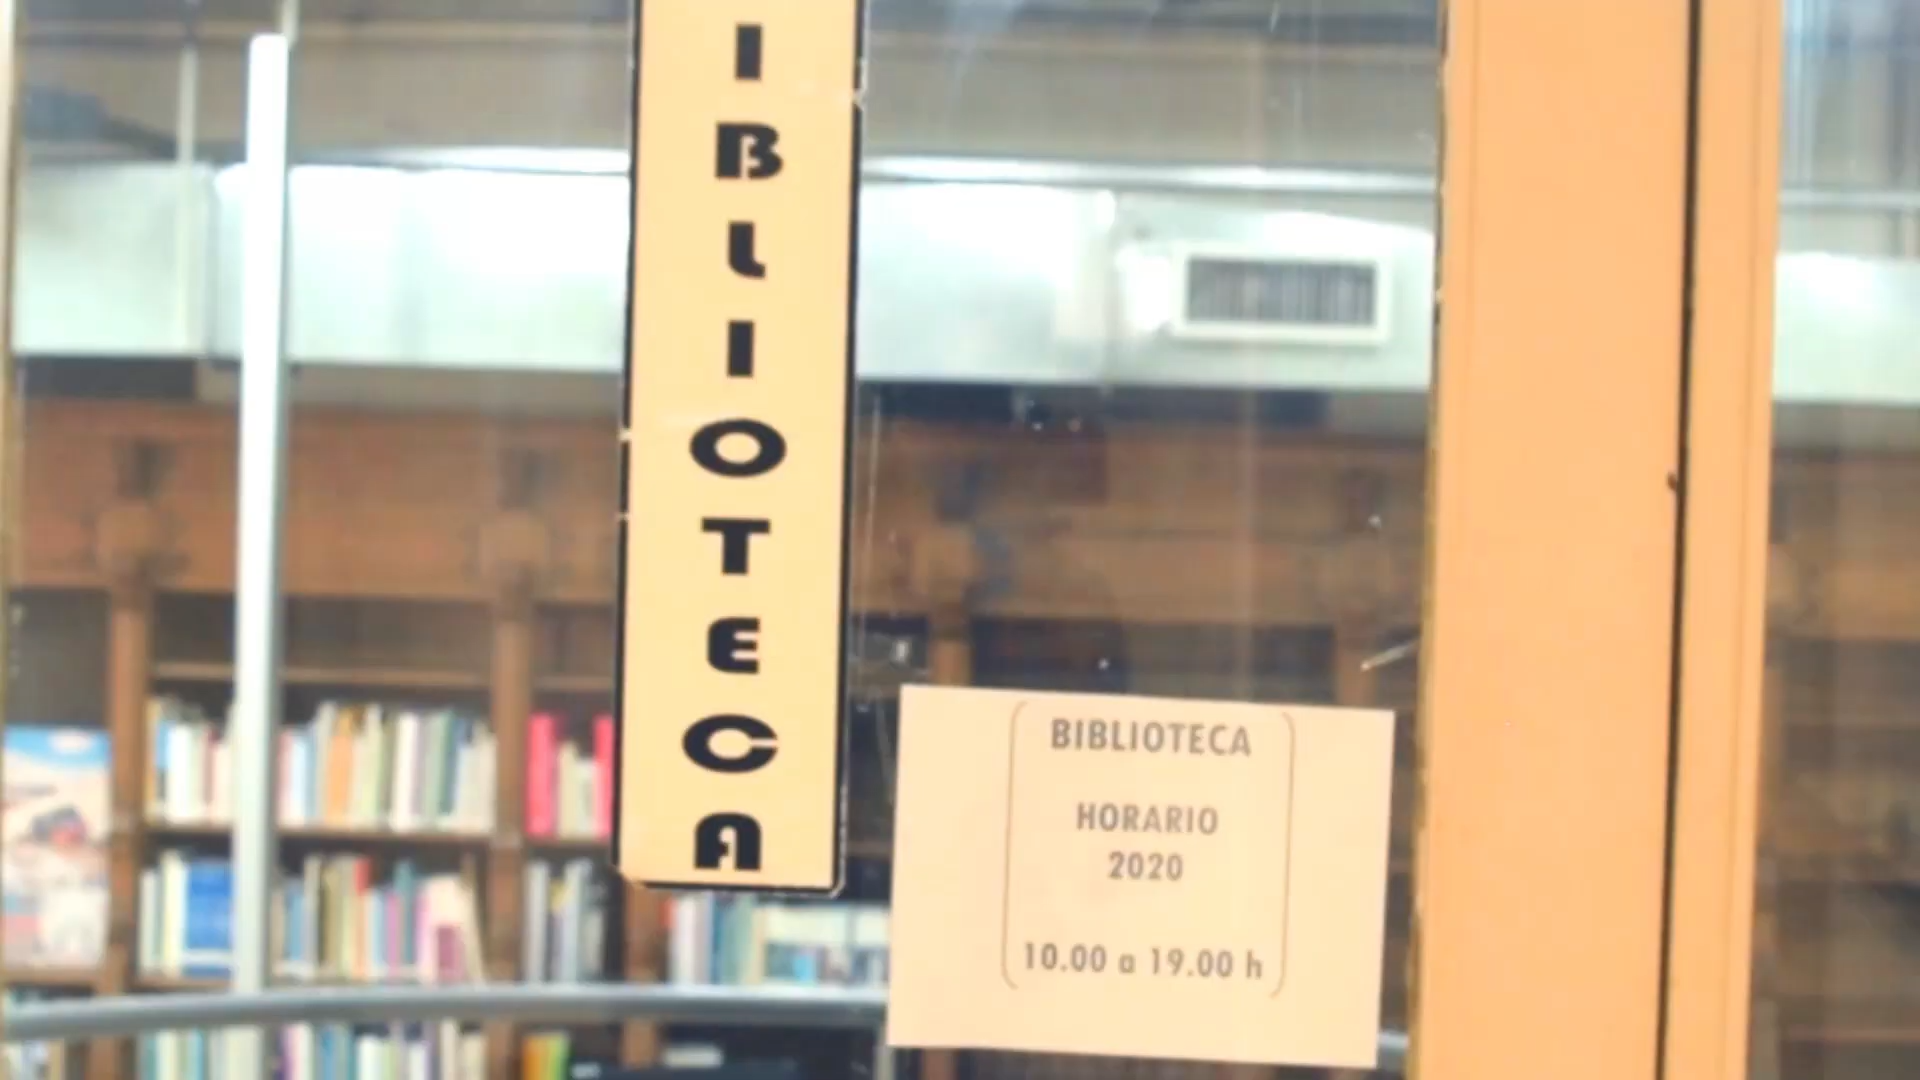 IBLIOTECA
BIBLIOTECA
HORARIO
2020
10.00 a 19.00 h